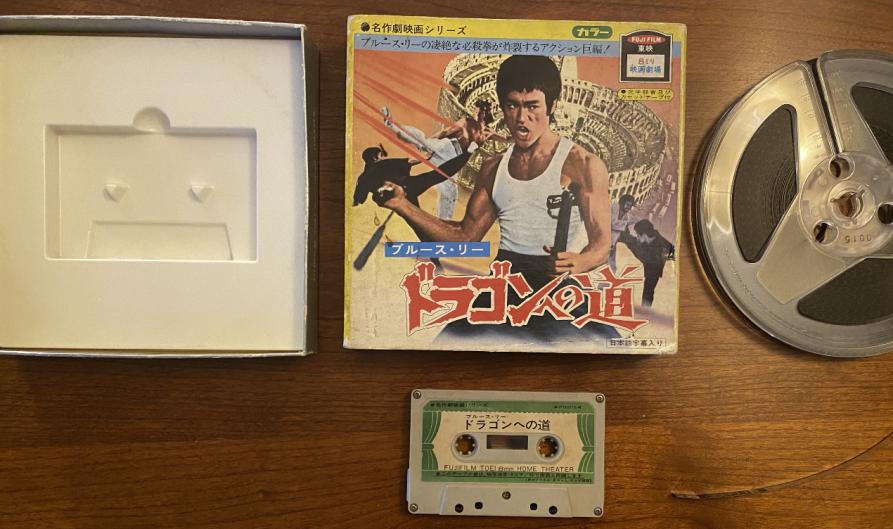 ●名作劇映画シリーズ
カラー
ブルース・リーの凄絶な必殺拳が炸裂するアクション巨編!
FUJI FILM
東映
8ミリ
映画劇場
ブルース・リー
ドラゴンへの道
日本語字幕入り
0015
●名作劇映画シリーズ
ブルース・リー
ドラゴンへの道
FUJIFILM TOEI 8mm HOME THEATER